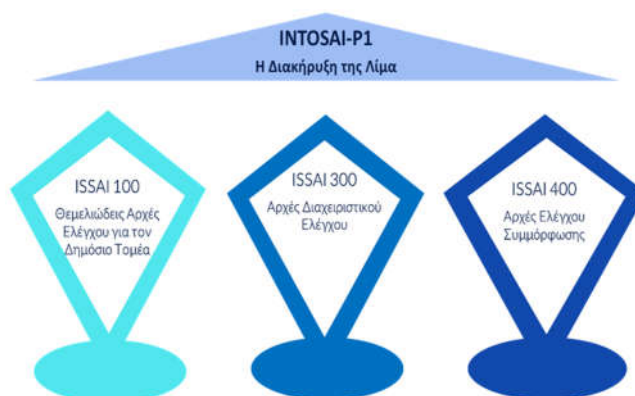 INTOSAI-P1
Η Διακήρυξη της Λίμα
ISSAI 100
Θεμελιώδεις Αρχές
Ελέγχου για τον
Δημόσιο Τομέα
ISSAI 300
Αρχές Διαχειριστικού
Ελέγχου
ISSAI 400
Αρχές Ελέγχου
Συμμόρφωσης